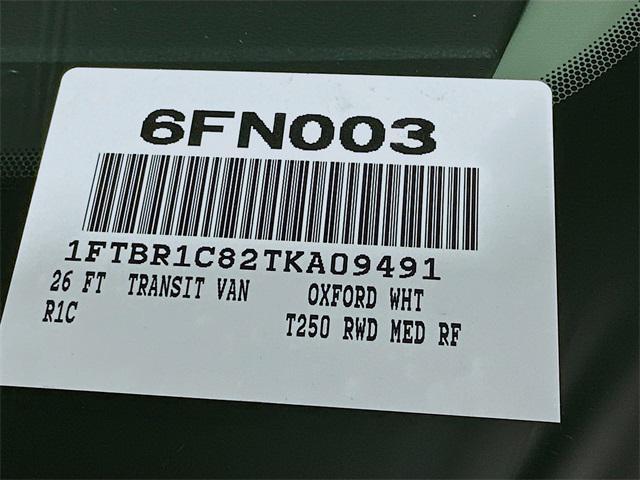 6FN003
1FTBR1C82TKA09491
26 FT TRANSIT VAN OXFORD WHT
R1C T250 RWD MED RF